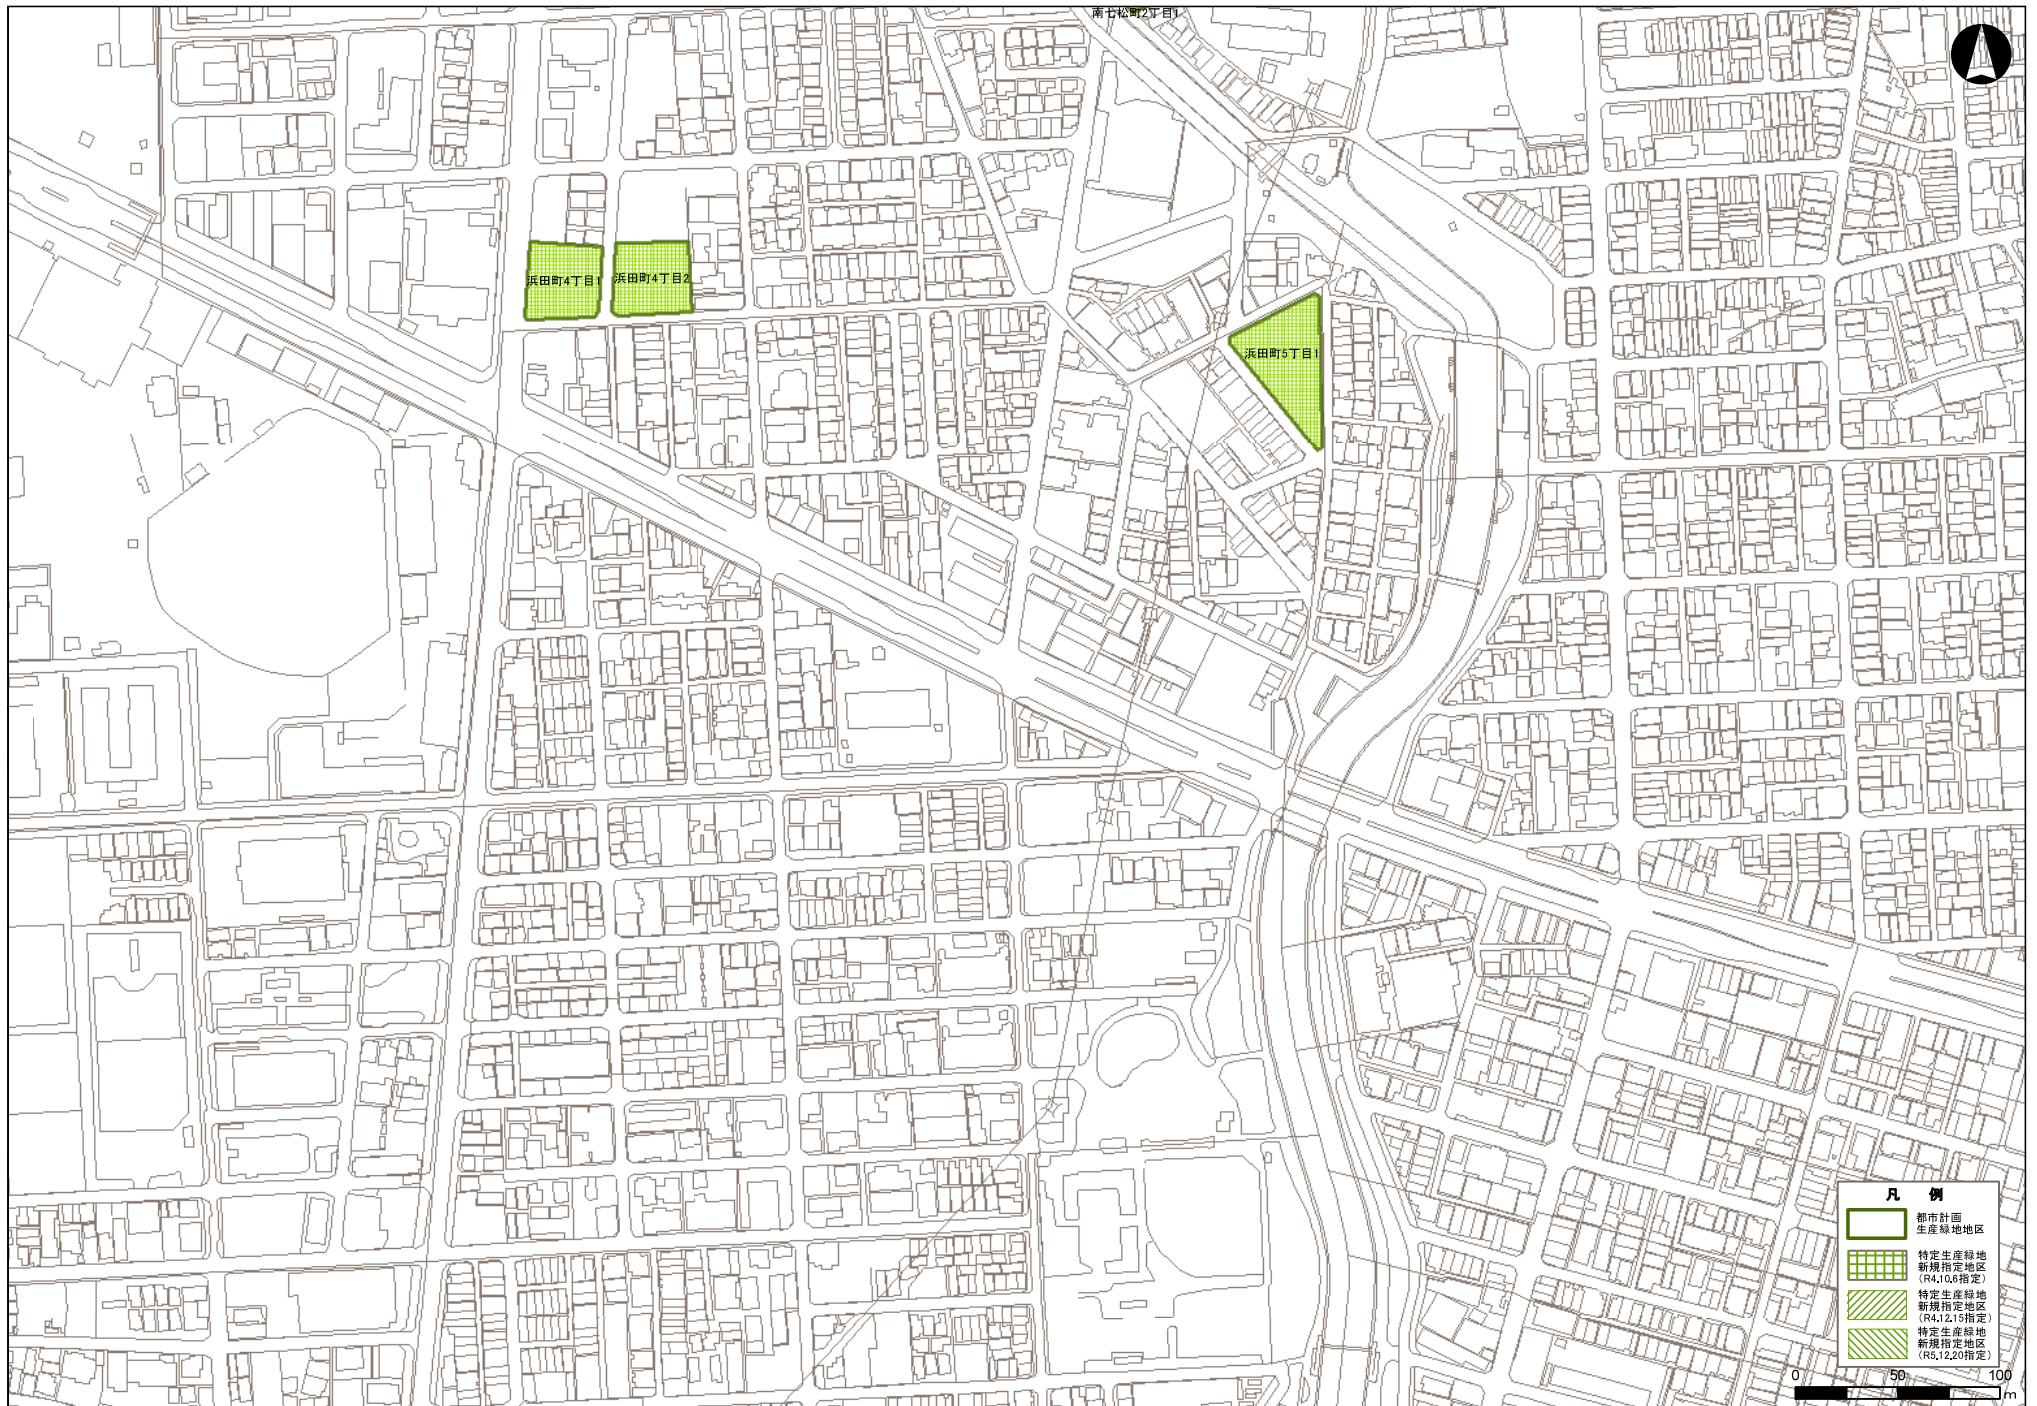 南七松町2丁目1
浜田町4丁目1
浜田町4丁目2
浜田町5丁目1
凡 例
都市計画
生産緑地地区
特定生産緑地
新規指定地区
(R4.10.6指定)
特定生産緑地
新規指定地区
(R4.12.15指定)
特定生産緑地
新規指定地区
(R5.12.20指定)
0 50 100
m